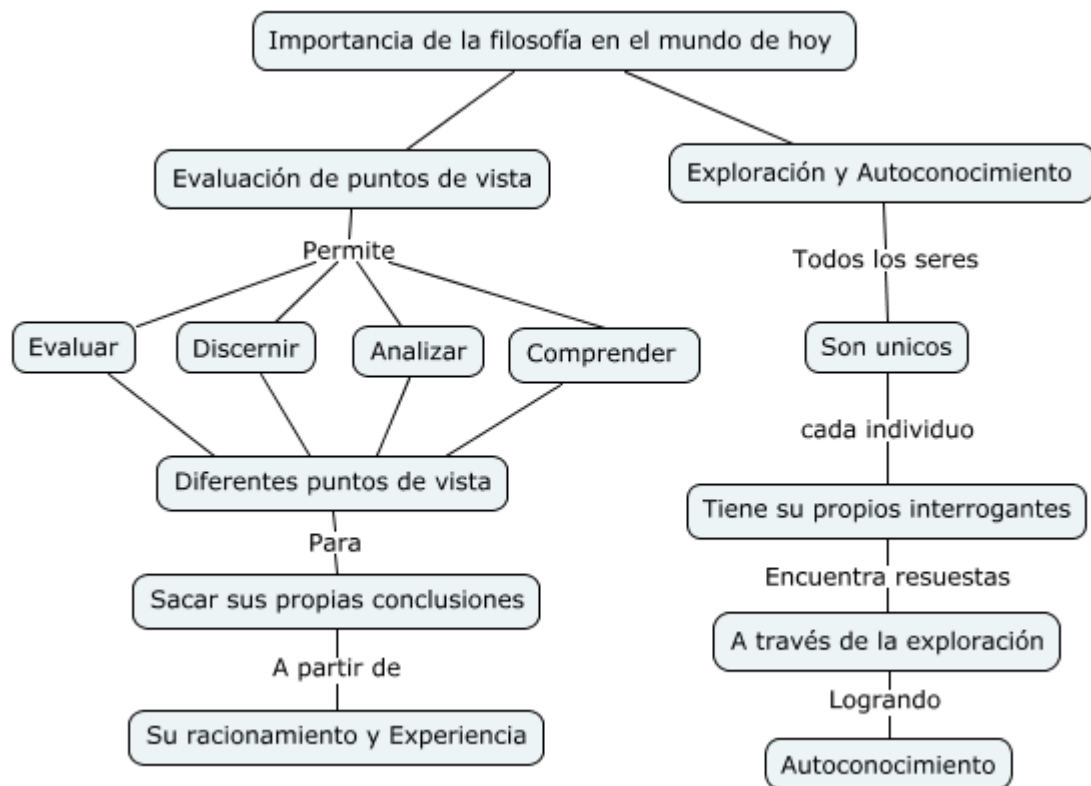 Importancia de la filosofía en el mundo de hoy
Evaluación de puntos de vista
Exploración y Autoconocimiento
Permite
Todos los seres
Evaluar
Discernir
Analizar
Comprender
Son unicos
cada individuo
Diferentes puntos de vista
Tiene su propios interrogantes
Para
Encuentra resuestas
Sacar sus propias conclusiones
A través de la exploración
A partir de
Logrando
Su racionamiento y Experiencia
Autoconocimiento